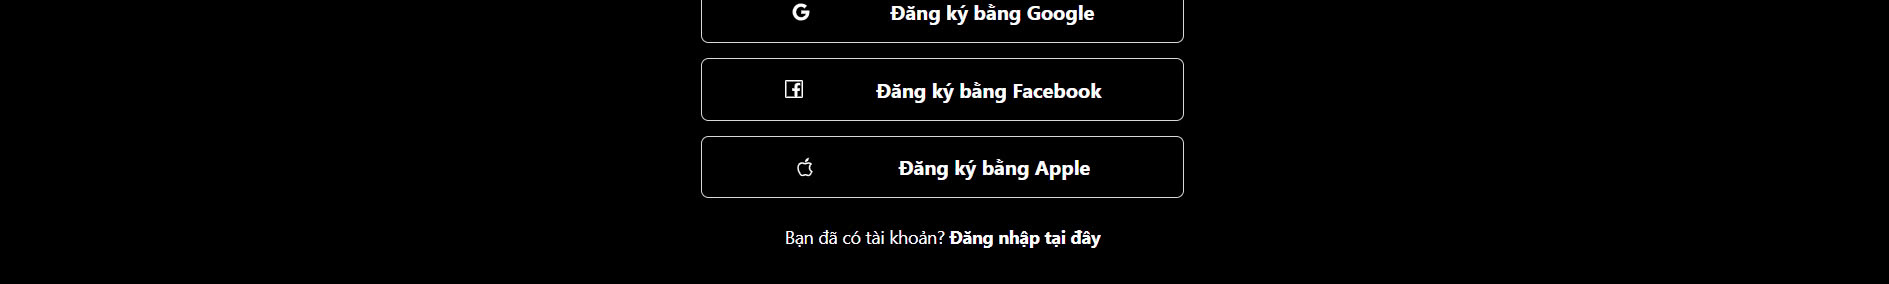 Đăng ký bằng Google
Đăng ký bằng Facebook
Đăng ký bằng Apple
Bạn đã có tài khoản? Đăng nhập tại đây